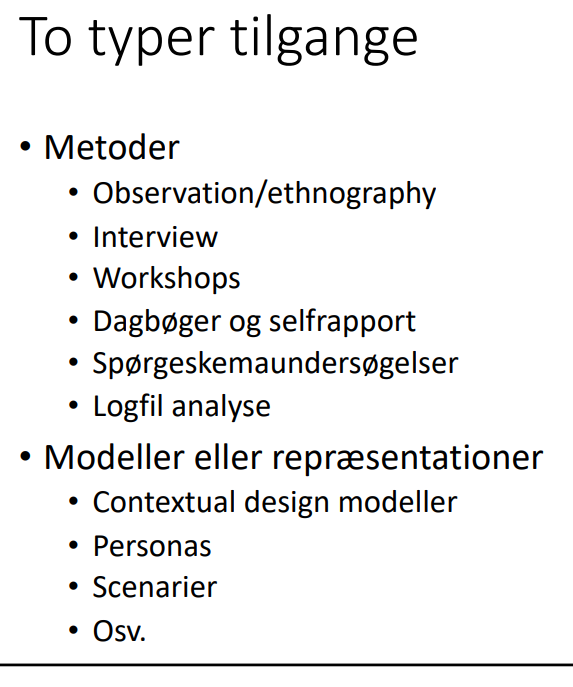 To typer tilgange
• Metoder
• Observation/ethnography
• Interview
• Workshops
• Dagbøger og selfrapport
• Spørgeskemaundersøgelser
• Logfil analyse
• Modeller eller repræsentationer
• Contextual design modeller
• Personas
• Scenarier
• Osv.